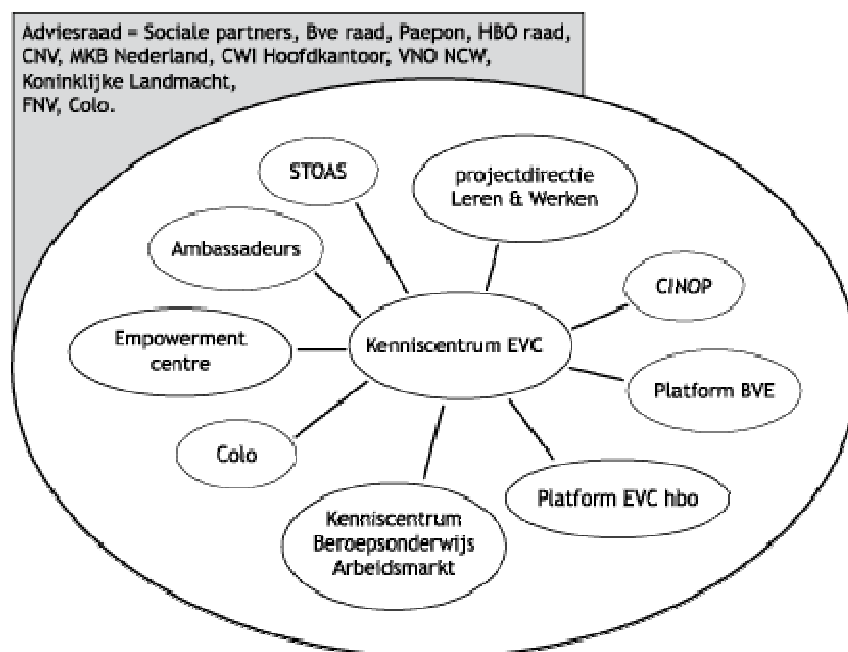 Adviesraad = Sociale partners, Bve raad, Paepon, HBO raad,
CNV, MKB Nederland, CWI Hoofdkantoor, VNO NCW,
Koninklijke Landmacht,
FNV, Colo.
STOAS
projectdirectie
Leren & Werken
Ambassadeurs
CINOP
Empowerment
centre
Kenniscentrum EVC
Platform BVE
Colo
Platform EVC hbo
Kenniscentrum
Beroepsonderwijs
Arbeidsmarkt